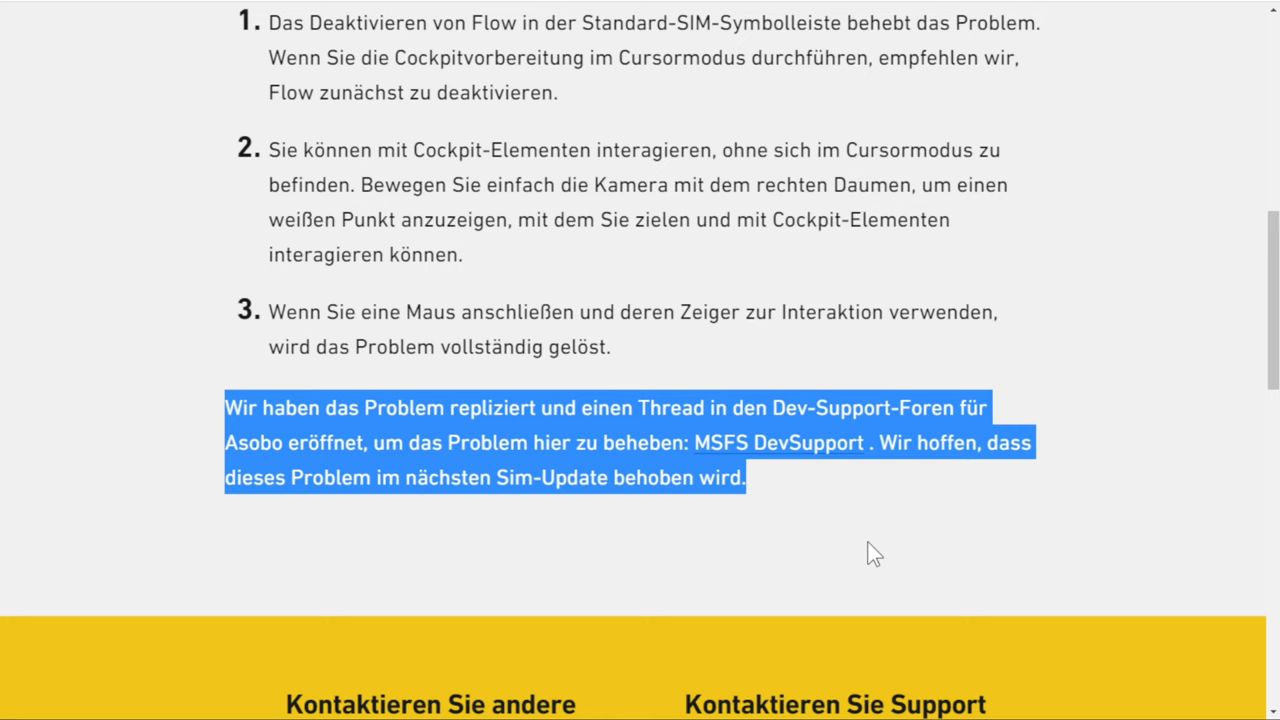 1. Das Deaktivieren von Flow in der Standard-SIM-Symbolleiste behebt das Problem.
Wenn Sie die Cockpitvorbereitung im Cursormodus durchführen, empfehlen wir,
Flow zunächst zu deaktivieren.
2. Sie können mit Cockpit-Elementen interagieren, ohne sich im Cursormodus zu
befinden. Bewegen Sie einfach die Kamera mit dem rechten Daumen, um einen
weißen Punkt anzuzeigen, mit dem Sie zielen und mit Cockpit-Elementen
interagieren können.
3. Wenn Sie eine Maus anschließen und deren Zeiger zur Interaktion verwenden,
wird das Problem vollständig gelöst.
Wir haben das Problem repliziert und einen Thread in den Dev-Support-Foren für
Asobo eröffnet, um das Problem hier zu beheben: MSFS DevSupport . Wir hoffen, dass
dieses Problem im nächsten Sim-Update behoben wird.
Kontaktieren Sie andere
Kontaktieren Sie Support